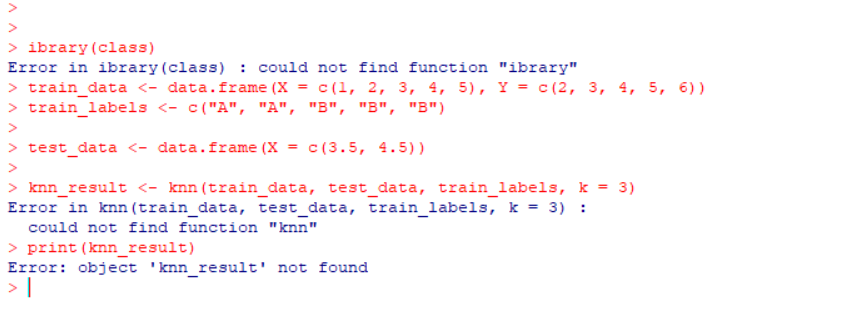 >
>
> ibrary(class)
Error in ibrary(class) : could not find function "ibrary"
> train_data <- data.frame(X = c(1, 2, 3, 4, 5), Y = c(2, 3, 4, 5, 6))
> train_labels <- c("A", "A", "B", "B", "B")
>
> test_data <- data.frame(X = c(3.5, 4.5))
>
> knn_result <- knn(train_data, test_data, train_labels, k = 3)
Error in knn(train_data, test_data, train_labels, k = 3) :
  could not find function "knn"
> print(knn_result)
Error: object 'knn_result' not found
>